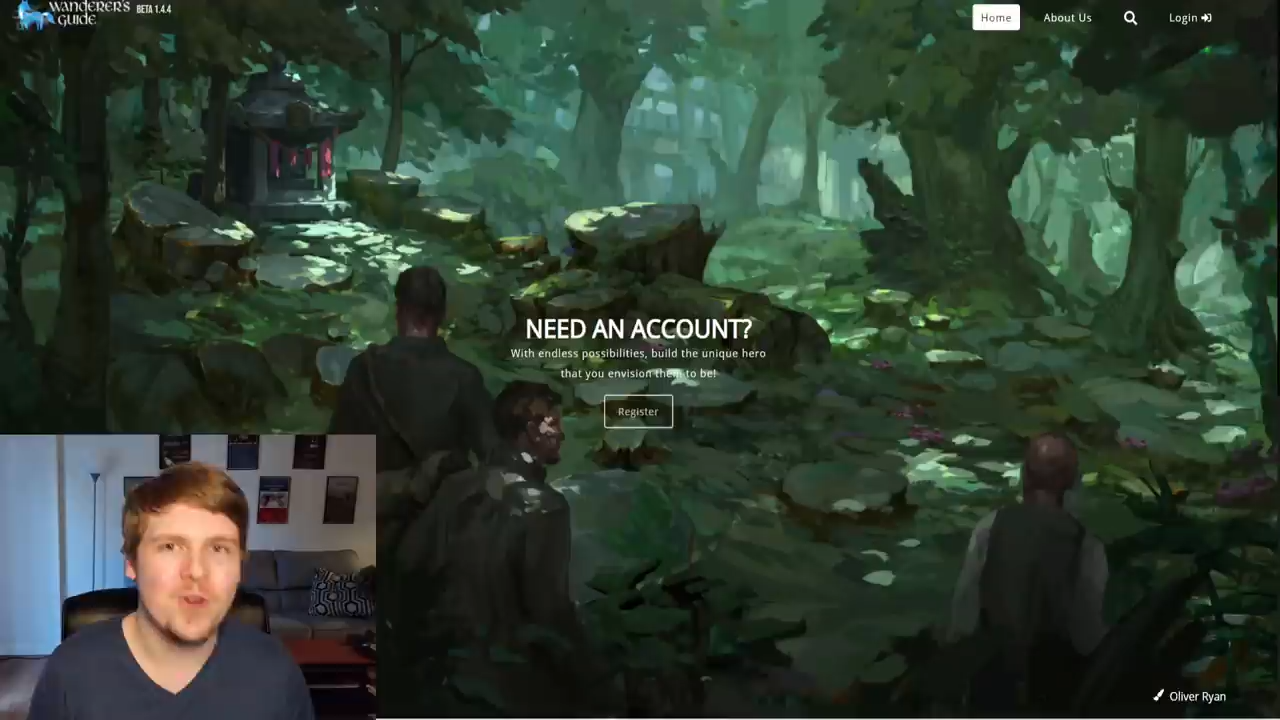 WANDERER'S
GUIDE
BETA 1.4.4
Home
About Us
Login
NEED AN ACCOUNT?
With endless possibilities, build the unique hero
that you envision them to be!
Register
Oliver Ryan